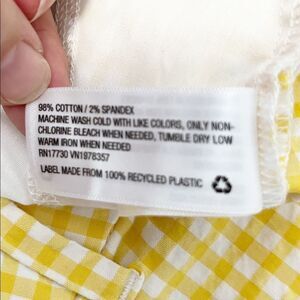 98% COTTON / 2% SPANDEX
MACHINE WASH COLD WITH LIKE COLORS, ONLY NON-
CHLORINE BLEACH WHEN NEEDED, TUMBLE DRY LOW
WARM IRON WHEN NEEDED
RN17730 VN1978357
LABEL MADE FROM 100% RECYCLED PLASTIC